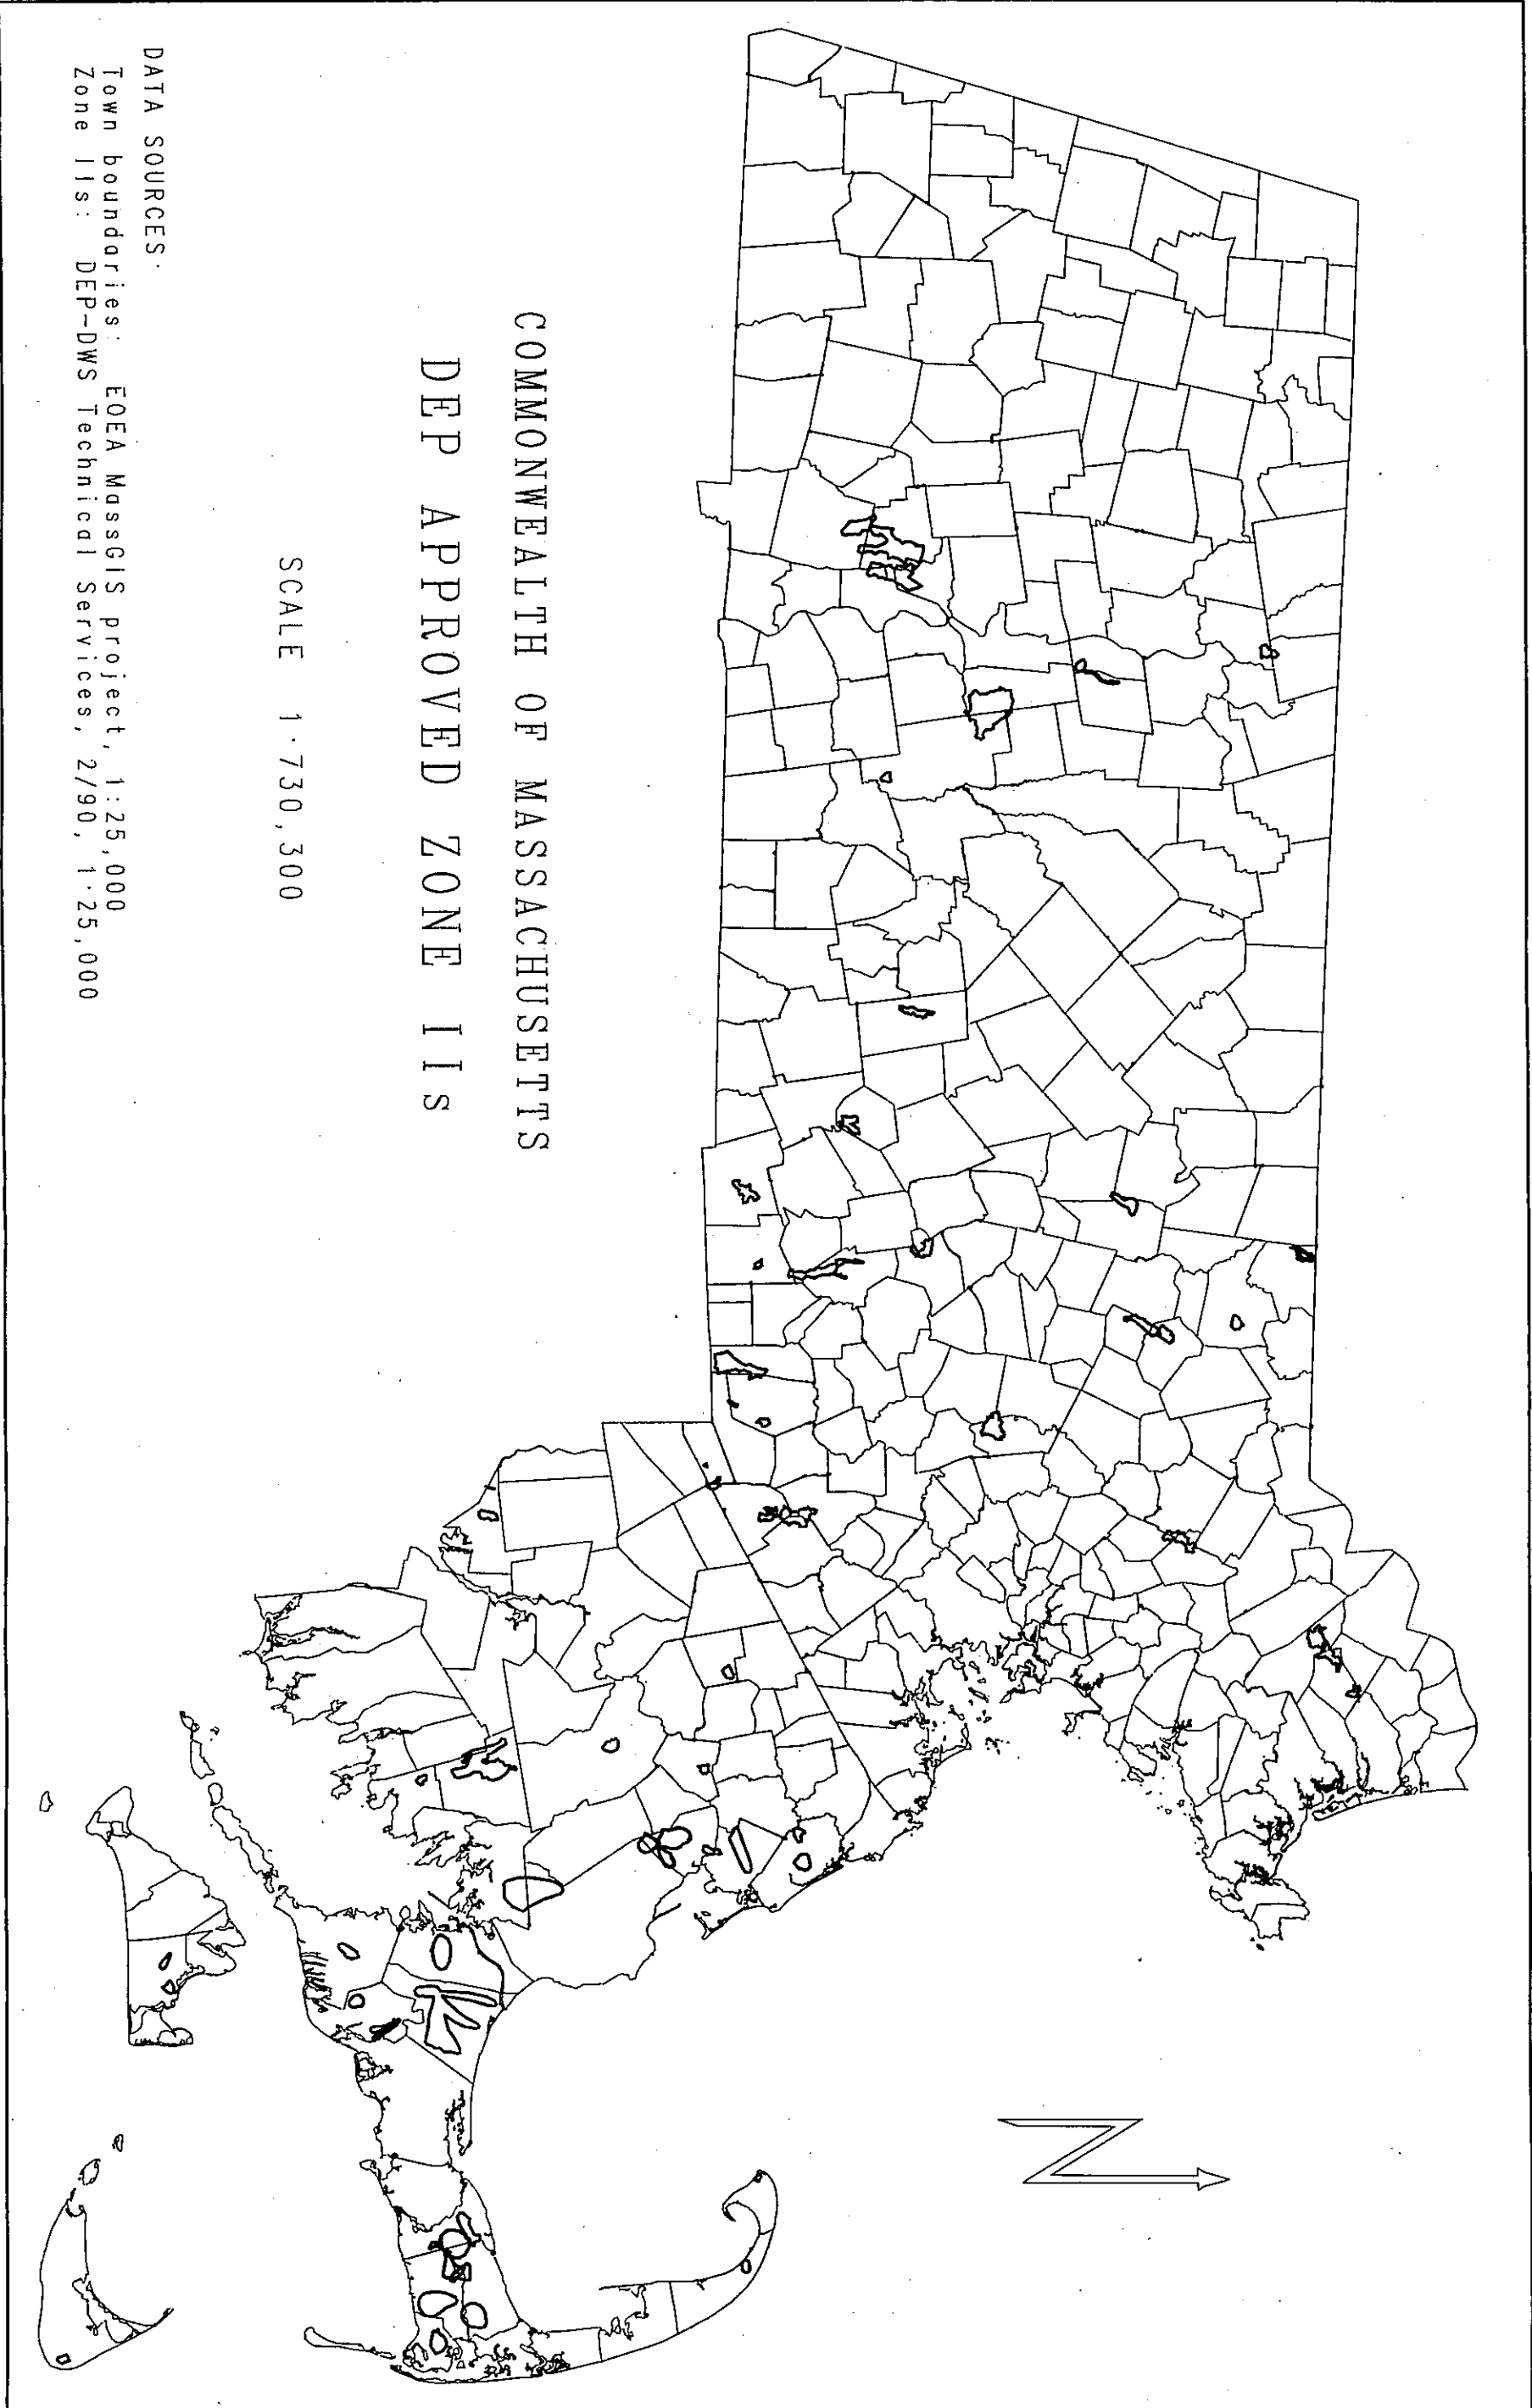 COMMONWEALTH OF MASSACHUSETTS
DEP APPROVED ZONE IIs
SCALE 1:730,300
DATA SOURCES:
Town boundaries: EOEA MassGIS project, 1:25,000
Zone IIs: DEP-DWS Technical Services, 2/90, 1:25,000